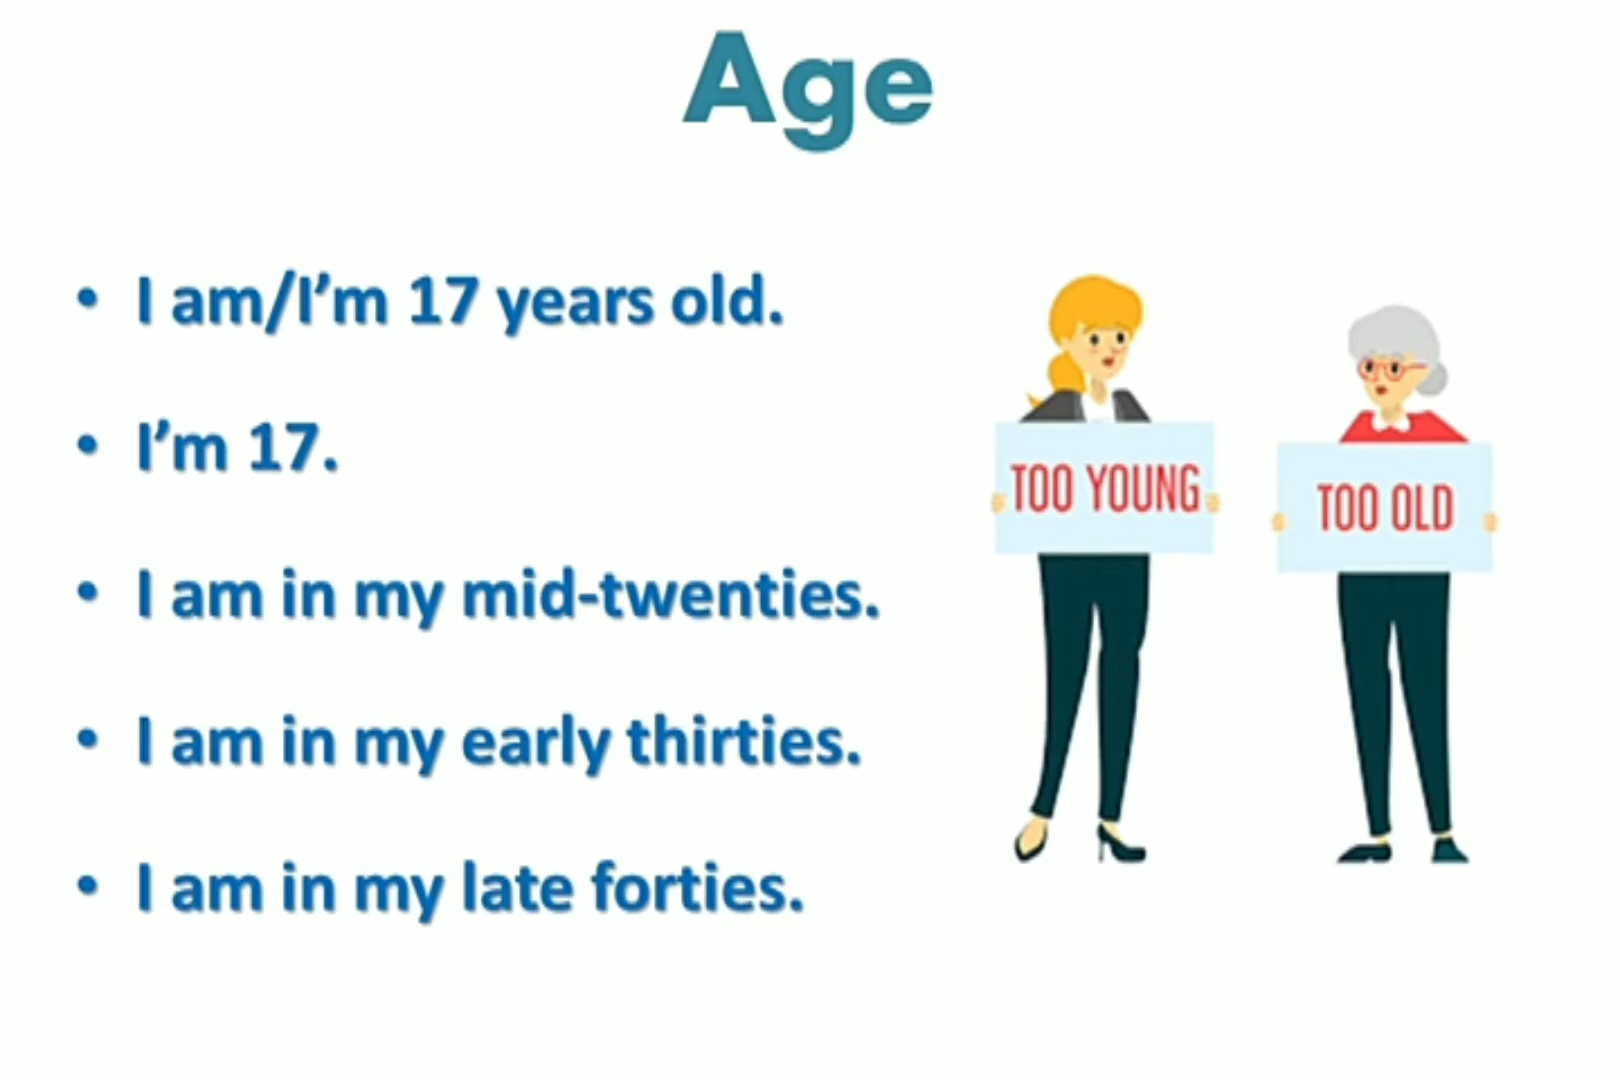 Age
• I am/I’m 17 years old.
• I’m 17.
• I am in my mid-twenties.
• I am in my early thirties.
• I am in my late forties.
TOO YOUNG
TOO OLD